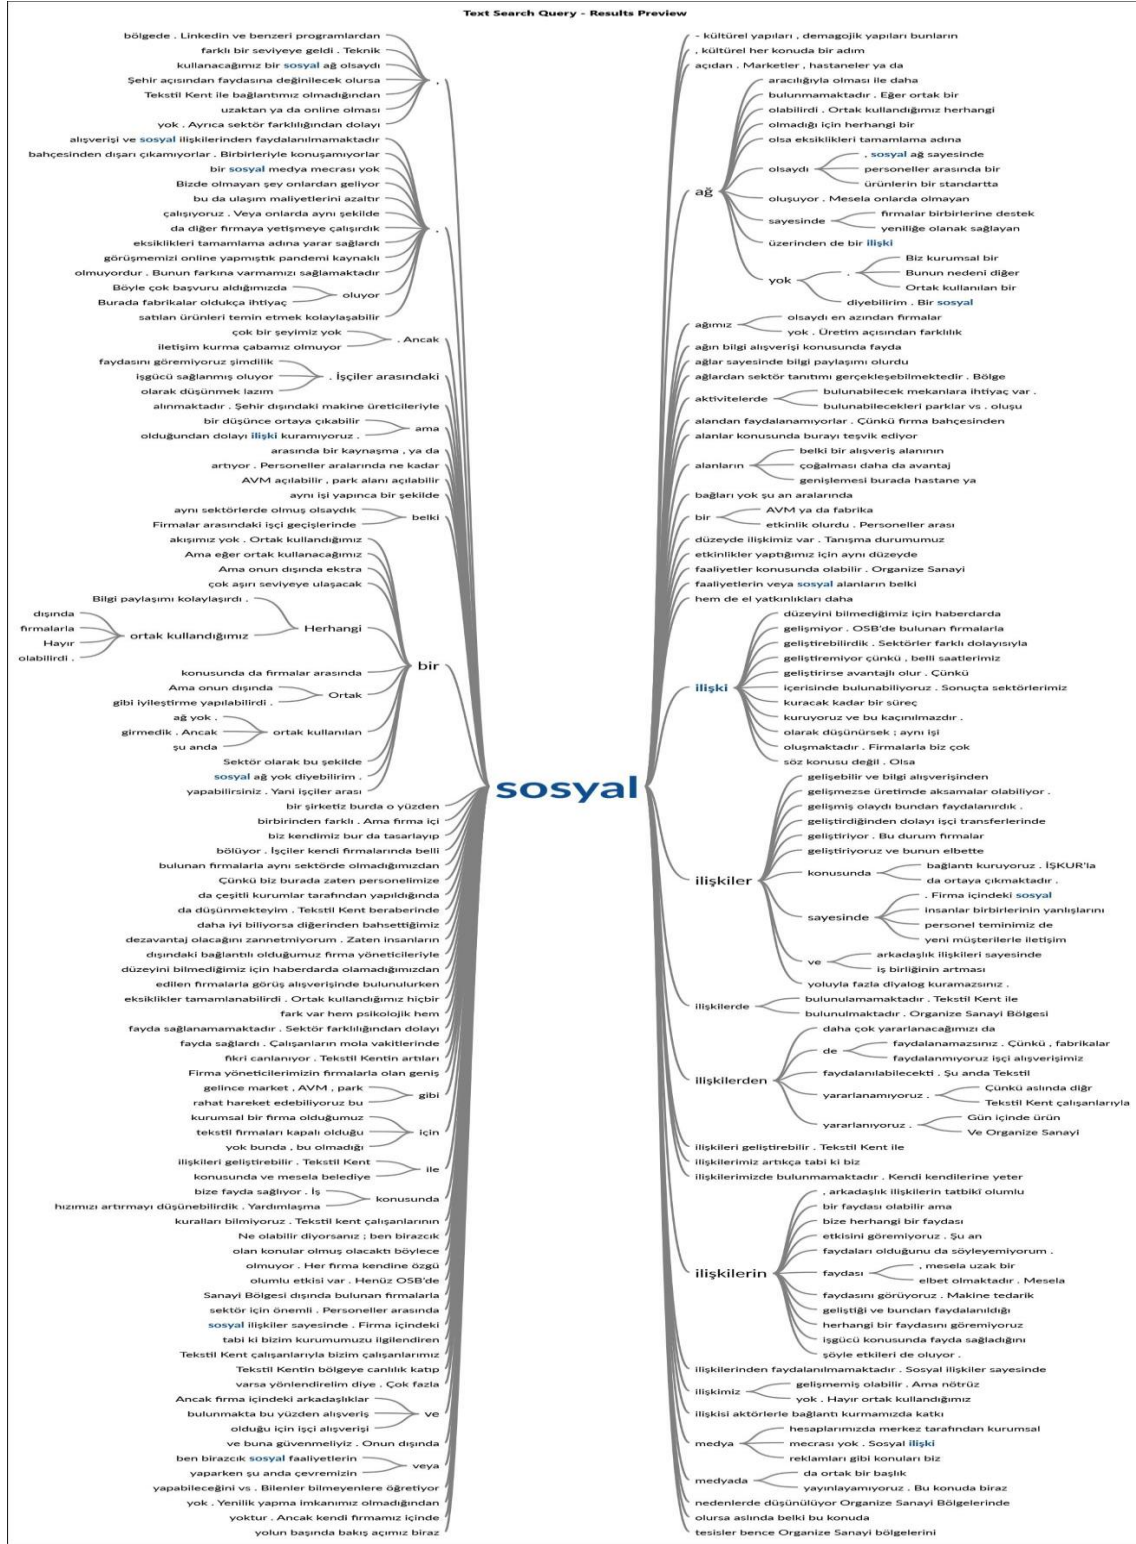 Text Search Query - Results Preview
bölgede . Linkedin ve benzeri programlardan
farklı bir seviyeye geldi . Teknik
kullanacağımız bir sosyal ağ olsaydı
Şehir açısından faydasına değinilecek olursa
Tekstil Kent ile bağlantımız olmadığından
uzaktan ya da online olması
yok . Ayrıca sektör farklılığından dolayı
,
alışverişi ve sosyal ilişkilerinden faydalanılmamaktadır
bahçesinden dışarı çıkamıyorlar . Birbirleriyle konuşamıyorlar
bir sosyal medya mecrası yok
Bizde olmayan şey onlardan geliyor
bu da ulaşım maliyetlerini azaltır
çalışıyoruz . Veya onlarda aynı şekilde
da diğer firmaya yetişmeye çalışırdık
eksiklikleri tamamlama adına yarar sağlardı
görüşmemizi online yapmıştık pandemi kaynaklı
olmuyordur . Bunun farkına varmamızı sağlamaktadır
Böyle çok başvuru aldığımızda
Burada fabrikalar oldukça ihtiyaç
oluyor
satılan ürünleri temin etmek kolaylaşabilir
.
çok bir şeyimiz yok
iletişim kurma çabamız olmuyor
. Ancak
faydasını göremiyoruz şimdilik
işgücü sağlanmış oluyor
olarak düşünmek lazım
. İşçiler arasındaki
alınmaktadır . Şehir dışındaki makine üreticileriyle
bir düşünce ortaya çıkabilir
olduğundan dolayı ilişki kuramıyoruz .
ama
arasında bir kaynaşma , ya da
artıyor . Personeller aralarında ne kadar
AVM açılabilir , park alanı açılabilir
aynı işi yapınca bir şekilde
aynı sektörlerde olmuş olsaydık
Firmalar arasındaki işçi geçişlerinde
belki
akışımız yok . Ortak kullandığımız
Ama eğer ortak kullanacağımız
Ama onun dışında ekstra
çok aşırı seviyeye ulaşacak
Bilgi paylaşımı kolaylaşırdı .
dışında
firmalarla
Hayır
olabilirdi .
ortak kullandığımız
Herhangi
konusunda da firmalar arasında
Ama onun dışında
gibi iyileştirme yapılabilirdi .
Ortak
ağ yok .
girmedik . Ancak
şu anda
ortak kullanılan
Sektör olarak bu şekilde
sosyal ağ yok diyebilirim .
yapabilirsiniz . Yani işçiler arası
bir
bir şirketiz burda o yüzden
birbirinden farklı . Ama firma içi
biz kendimiz bur da tasarlayıp
bölüyor . İşçiler kendi firmalarında belli
bulunan firmalarla aynı sektörde olmadığımızdan
Çünkü biz burada zaten personelimize
da çeşitli kurumlar tarafından yapıldığında
da düşünmekteyim . Tekstil Kent beraberinde
daha iyi biliyorsa diğerinden bahsettiğimiz
dezavantaj olacağını zannetmiyorum . Zaten insanların
dışındaki bağlantılı olduğumuz firma yöneticileriyle
düzeyini bilmediğimiz için haberdarda olamadığımızdan
edilen firmalarla görüş alışverişinde bulunulurken
eksiklikler tamamlanabilirdi . Ortak kullandığımız hiçbir
fark var hem psikolojik hem
fayda sağlanamamaktadır . Sektör farklılığından dolayı
fayda sağlardı . Çalışanların mola vakitlerinde
fikri canlanıyor . Tekstil Kentin artıları
Firma yöneticilerimizin firmalarla olan geniş
gelince market , AVM , park
rahat hareket edebiliyoruz bu
gibi
kurumsal bir firma olduğumuz
tekstil firmaları kapalı olduğu
yok bunda , bu olmadığı
için
ilişkileri geliştirebilir . Tekstil Kent
konusunda ve mesela belediye
ile
bize fayda sağlıyor . İş
hızımızı artırmayı düşünebilirdik . Yardımlaşma
konusunda
kuralları bilmiyoruz . Tekstil kent çalışanlarının
Ne olabilir diyorsanız ; ben birazcık
olan konular olmuş olacaktı böylece
olmuyor . Her firma kendine özgü
olumlu etkisi var . Henüz OSB'de
Sanayi Bölgesi dışında bulunan firmalarla
sektör için önemli . Personeller arasında
sosyal ilişkiler sayesinde . Firma içindeki
tabi ki bizim kurumumuzu ilgilendiren
Tekstil Kent çalışanlarıyla bizim çalışanlarımız
Tekstil Kentin bölgeye canlılık katıp
varsa yönlendirelim diye . Çok fazla
Ancak firma içindeki arkadaşlıklar
bulunmakta bu yüzden alışveriş
olduğu için işçi alışverişi
ve
ve buna güvenmeliyiz . Onun dışında
ben birazcık sosyal faaliyetlerin
yaparken şu anda çevremizin
veya
yapabileceğini vs . Bilenler bilmeyenlere öğretiyor
yok . Yenilik yapma imkanımız olmadığından
yoktur . Ancak kendi firmamız içinde
yolun başında bakış açımız biraz
sosyal
- kültürel yapıları , demagojik yapıları bunların
, kültürel her konuda bir adım
açıdan . Marketler , hastaneler ya da
ağ
aracılığıyla olması ile daha
bulunmamaktadır . Eğer ortak bir
olabilirdi . Ortak kullandığımız herhangi
olmadığı için herhangi bir
olsa eksiklikleri tamamlama adına
olsaydı
, sosyal ağ sayesinde
personeller arasında bir
ürünlerin bir standartta
oluşuyor . Mesela onlarda olmayan
sayesinde
firmalar birbirlerine destek
yeniliğe olanak sağlayan
üzerinden de bir ilişki
yok
.
Biz kurumsal bir
Bunun nedeni diğer
Ortak kullanılan bir
diyebilirim . Bir sosyal
ağımız
olsaydı en azından firmalar
yok . Üretim açısından farklılık
ağın bilgi alışverişi konusunda fayda
ağlar sayesinde bilgi paylaşımı olurdu
ağlardan sektör tanıtımı gerçekleşebilmektedir . Bölge
aktivitelerde
bulunabilecek mekanlara ihtiyaç var .
bulunabilecekleri parklar vs . oluşu
alandan faydalanamıyorlar . Çünkü firma bahçesinden
alanlar konusunda burayı teşvik ediyor
alanların
belki bir alışveriş alanının
çoğalması daha da avantaj
genişlemesi burada hastane ya
bağları yok şu an aralarında
bir
AVM ya da fabrika
etkinlik olurdu . Personeller arası
düzeyde ilişkimiz var . Tanışma durumumuz
etkinlikler yaptığımız için aynı düzeyde
faaliyetler konusunda olabilir . Organize Sanayi
faaliyetlerin veya sosyal alanların belki
hem de el yatkınlıkları daha
ilişki
düzeyini bilmediğimiz için haberdarda
gelişmiyor . OSB'de bulunan firmalarla
geliştirebilirdik . Sektörler farklı dolayısıyla
geliştiremiyor çünkü , belli saatlerimiz
geliştirirse avantajlı olur . Çünkü
içerisinde bulunabiliyoruz . Sonuçta sektörlerimiz
kuracak kadar bir süreç
kuruyoruz ve bu kaçınılmazdır .
olarak düşünürsek ; aynı işi
oluşmaktadır . Firmalarla biz çok
söz konusu değil . Olsa
ilişkiler
gelişebilir ve bilgi alışverişinden
gelişmezse üretimde aksamalar olabiliyor .
gelişmiş olaydı bundan faydalanırdık .
geliştirdiğinden dolayı işçi transferlerinde
geliştiriyor . Bu durum firmalar
geliştiriyoruz ve bunun elbette
konusunda
bağlantı kuruyoruz . İŞKUR'la
da ortaya çıkmaktadır .
sayesinde
. Firma içindeki sosyal
insanlar birbirlerinin yanlışlarını
personel teminimiz de
yeni müşterilerle iletişim
ve
arkadaşlık ilişkileri sayesinde
iş birliğinin artması
yoluyla fazla diyalog kuramazsınız .
ilişkilerde
bulunulamamaktadır . Tekstil Kent ile
bulunulmaktadır . Organize Sanayi Bölgesi
ilişkilerden
daha çok yararlanacağımızı da
de
faydalanamazsınız . Çünkü , fabrikalar
faydalanmıyoruz işçi alışverişimiz
faydalanılabilecekti . Şu anda Tekstil
yararlanamıyoruz .
Çünkü aslında diğr
Tekstil Kent çalışanlarıyla
yararlanıyoruz .
Gün içinde ürün
Ve Organize Sanayi
ilişkileri geliştirebilir . Tekstil Kent ile
ilişkilerimiz artıkça tabi ki biz
ilişkilerimizde bulunmamaktadır . Kendi kendilerine yeter
ilişkilerin
, arkadaşlık ilişkilerin tatbikî olumlu
bir faydası olabilir ama
bize herhangi bir faydası
etkisini göremiyoruz . Şu an
faydaları olduğunu da söyleyemiyorum .
faydası
, mesela uzak bir
elbet olmaktadır . Mesela
faydasını görüyoruz . Makine tedarik
geliştiği ve bundan faydalanıldığı
herhangi bir faydasını göremiyoruz
işgücü konusunda fayda sağladığını
şöyle etkileri de oluyor .
ilişkilerinden faydalanılmamaktadır . Sosyal ilişkiler sayesinde
ilişkimiz
gelişmemiş olabilir . Ama nötrüz
yok . Hayır ortak kullandığımız
ilişkisi aktörlerle bağlantı kurmamızda katkı
medya
hesaplarımızda merkez tarafından kurumsal
mecrası yok . Sosyal ilişki
reklamları gibi konuları biz
medyada
da ortak bir başlık
yayınlayamıyoruz . Bu konuda biraz
nedenlerde düşünülüyor Organize Sanayi Bölgelerinde
olursa aslında belki bu konuda
tesisler bence Organize Sanayi bölgelerini